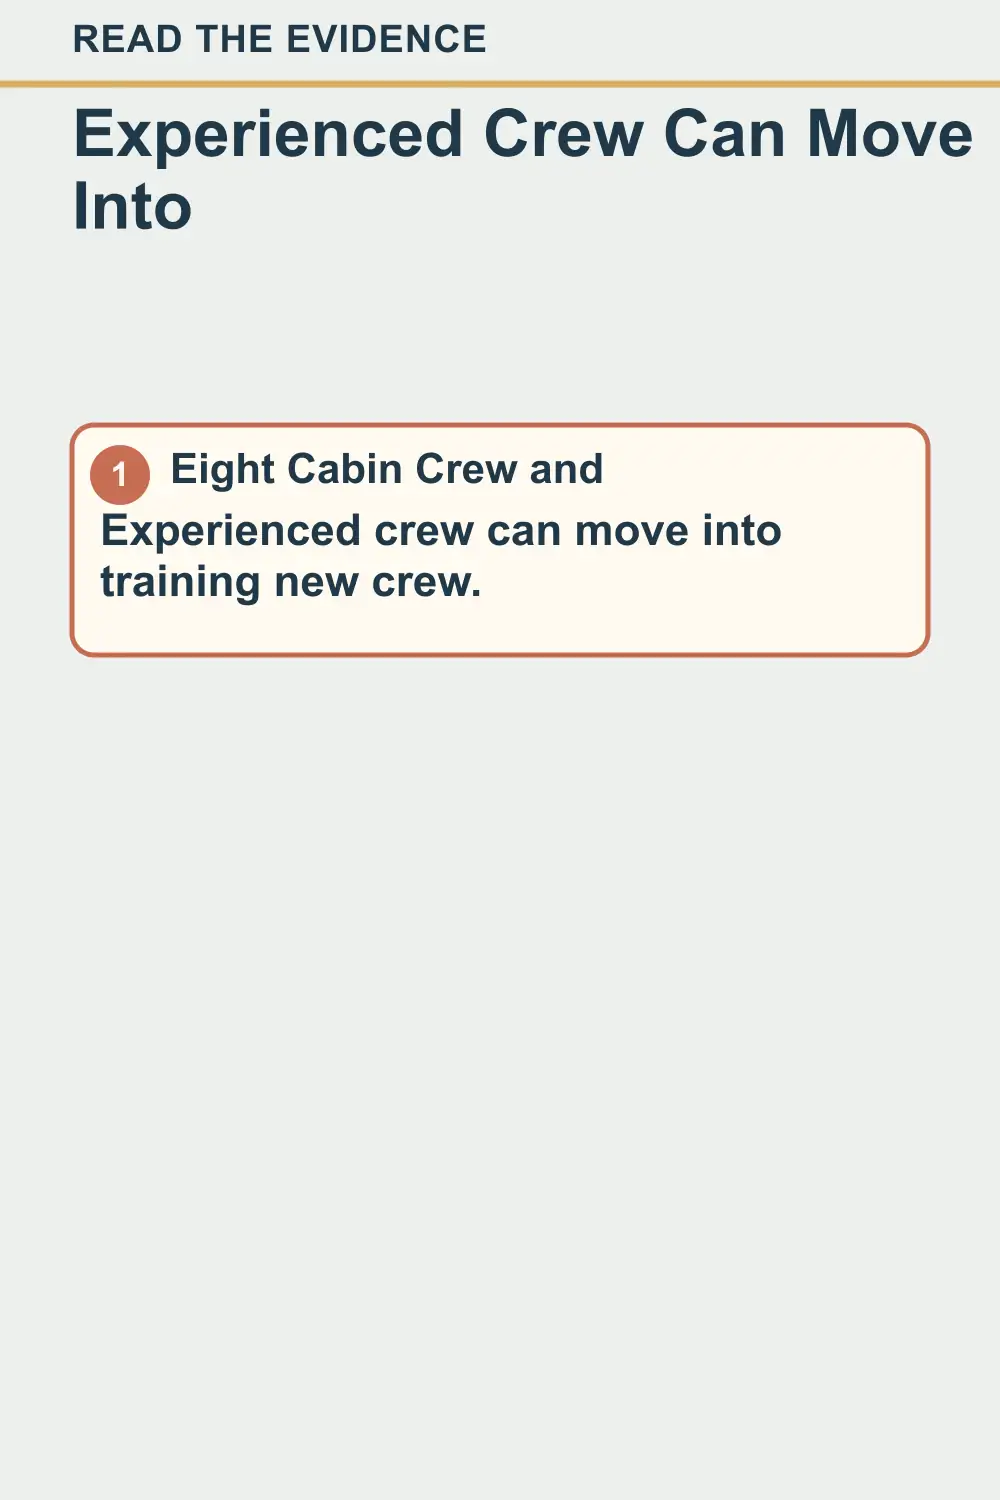 READ THE EVIDENCE
Experienced Crew Can Move
Into
1 Eight Cabin Crew and
Experienced crew can move into
training new crew.